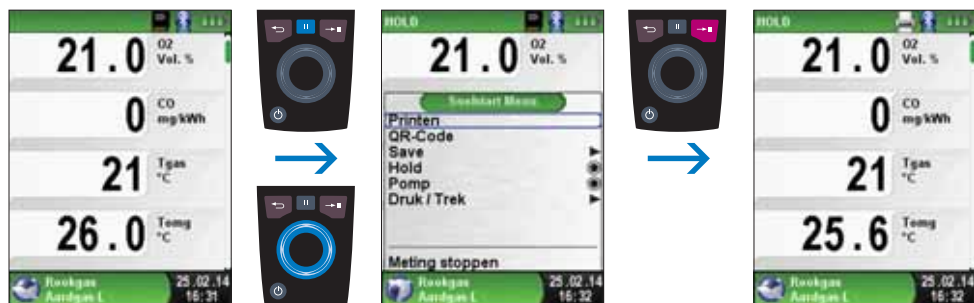 21.0 O2 Vol. %
0 CO mg/kWh
21 Tgas °C
26.0 Tomg °C
Rookgas
Aardgas L
25.02.14
16:31
HOLD
21.0 O2 Vol. %
Snelstart Menu
Printen
QR-Code
Save
Hold
Pomp
Druk / Trek
Meting stoppen
Rookgas
Aardgas L
25.02.14
16:32
HOLD
21.0 O2 Vol. %
0 CO mg/kWh
21 Tgas °C
25.6 Tomg °C
Rookgas
Aardgas L
25.02.14
16:32